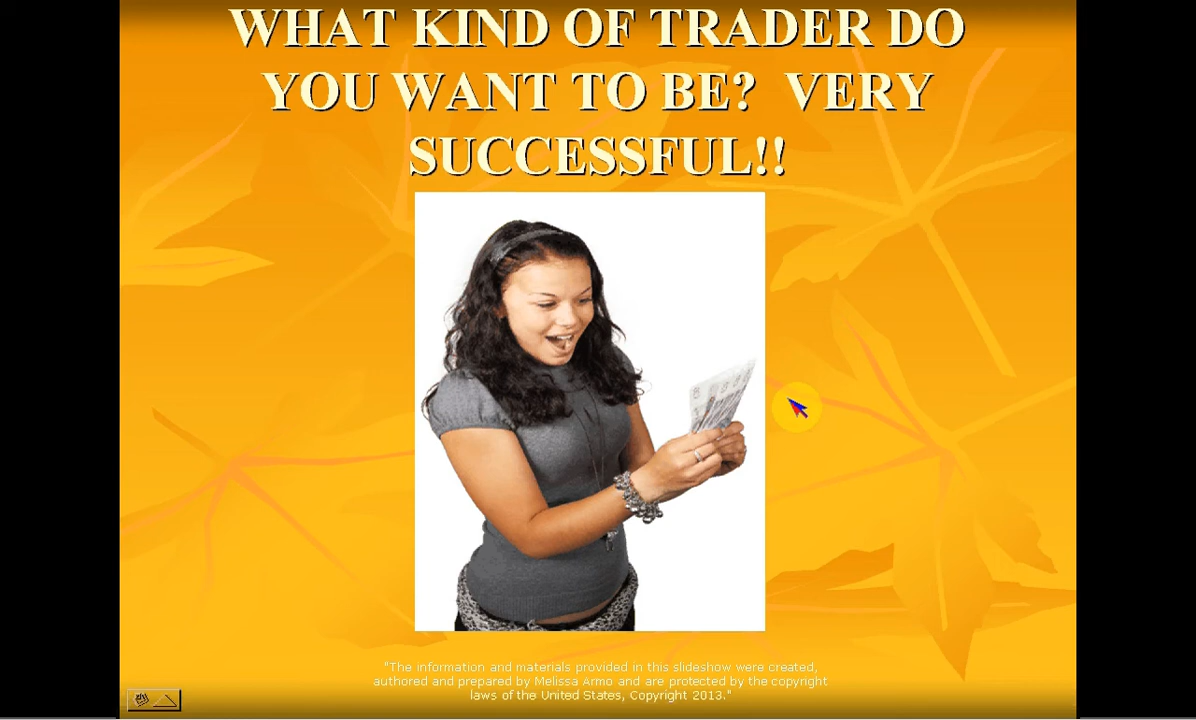 WHAT KIND OF TRADER DO
YOU WANT TO BE?  VERY
SUCCESSFUL!!
"The information and materials provided in this slideshow were created,
authored and prepared by Melissa Armo and are protected by the copyright
laws of the United States, Copyright 2013."